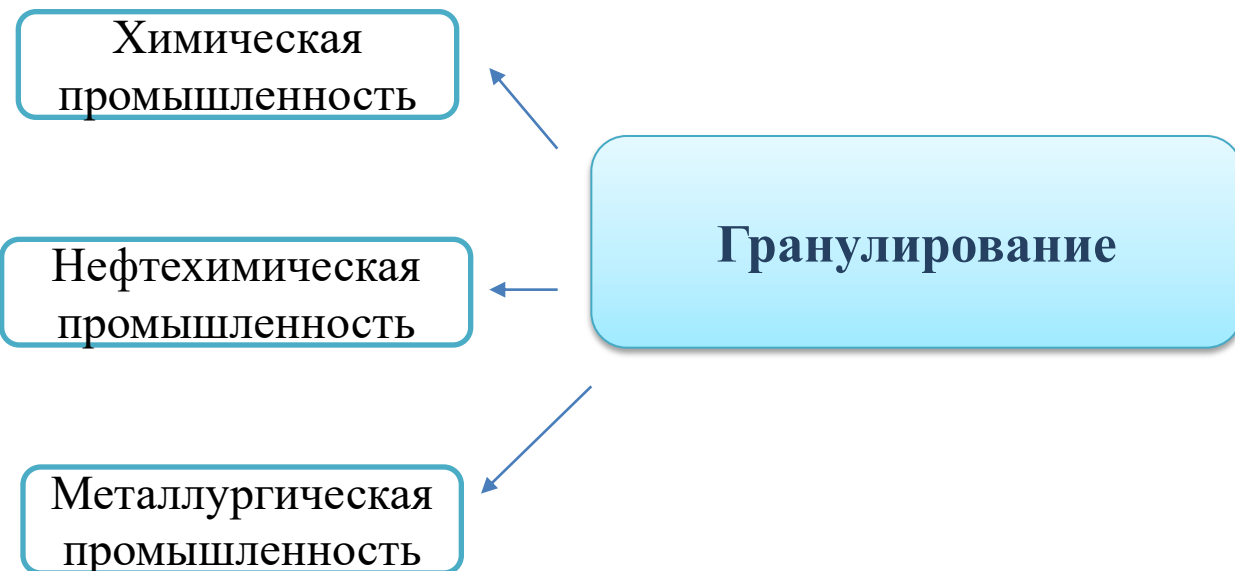 Химическая
промышленность
Гранулирование
Нефтехимическая
промышленность
Металлургическая
промышленность